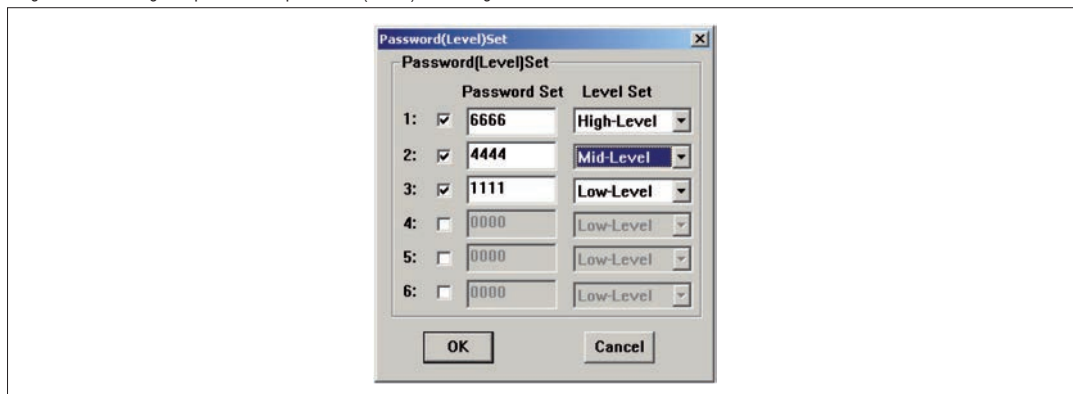 Password(Level)Set
Password(Level)Set
Password Set Level Set
1: 6666 High-Level
2: 4444 Mid-Level
3: 1111 Low-Level
4: 0000 Low-Level
5: 0000 Low-Level
6: 0000 Low-Level
OK Cancel